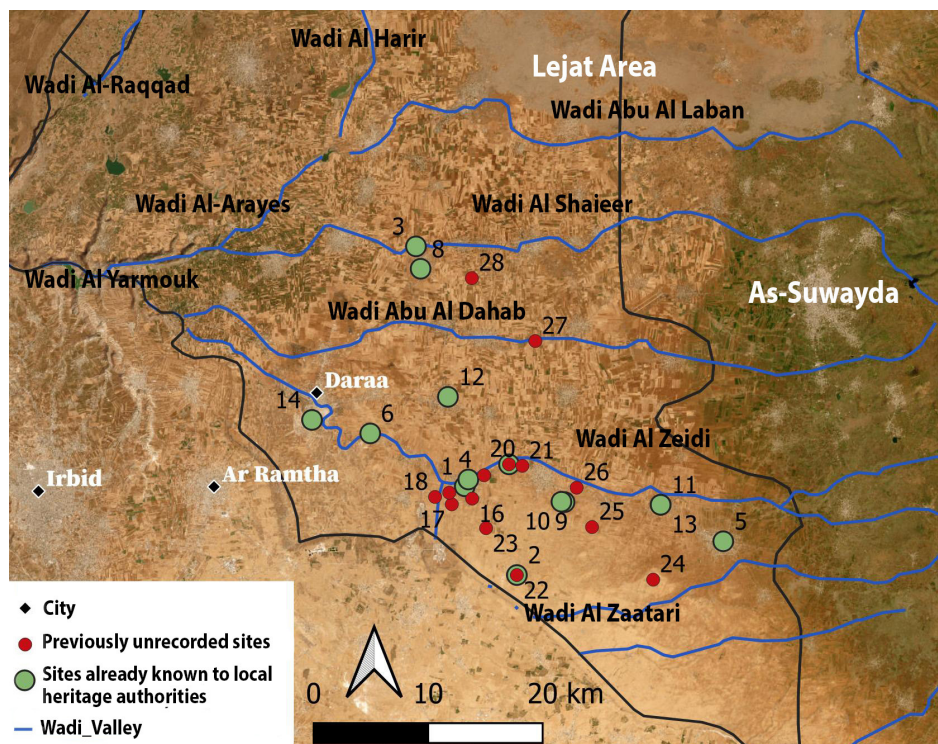 Wadi Al Harir
Lejat Area
Wadi Al-Raqqad
Wadi Abu Al Laban
Wadi Al-Arayes
Wadi Al Shaieer
3
8
Wadi Al Yarmouk
28
As-Suwayda
Wadi Abu Al Dahab
27
Daraa
12
14
6
Wadi Al Zeidi
20
21
4
1
Irbid
Ar Ramtha
18
26
11
17
16
10
9
25
13
5
23
2
24
22
Wadi Al Zaatari
City
Previously unrecorded sites
Sites already known to local
heritage authorities
Wadi_Valley
0
10
20 km